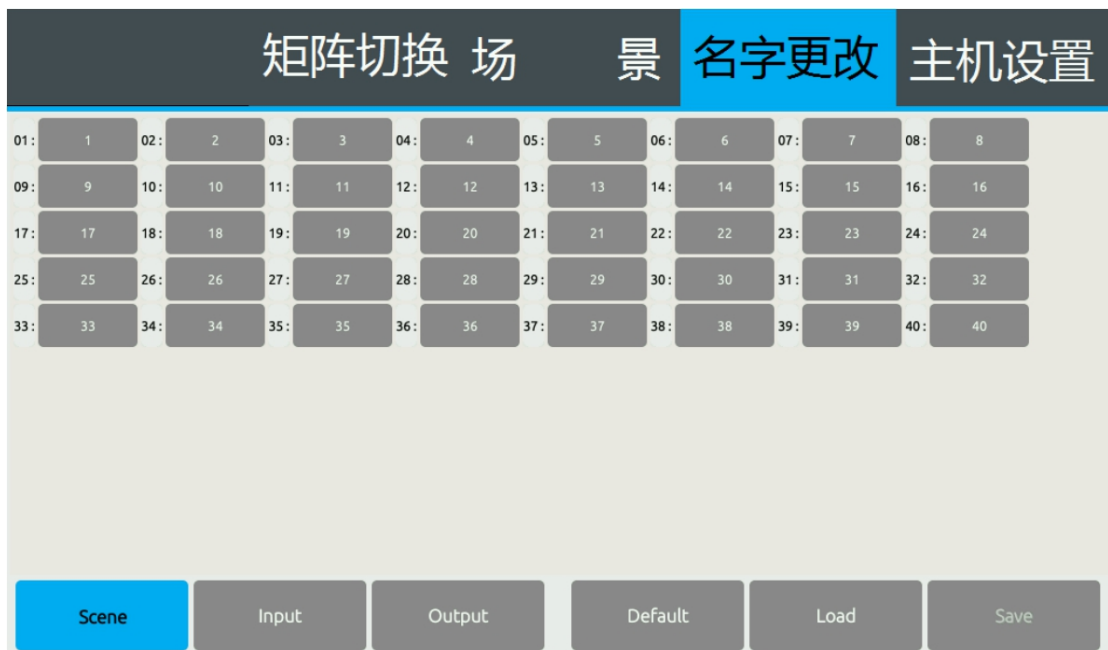 矩阵切换 场 景 名字更改 主机设置
01: 1 02: 2 03: 3 04: 4 05: 5 06: 6 07: 7 08: 8
09: 9 10: 10 11: 11 12: 12 13: 13 14: 14 15: 15 16: 16
17: 17 18: 18 19: 19 20: 20 21: 21 22: 22 23: 23 24: 24
25: 25 26: 26 27: 27 28: 28 29: 29 30: 30 31: 31 32: 32
33: 33 34: 34 35: 35 36: 36 37: 37 38: 38 39: 39 40: 40
Scene Input Output Default Load Save